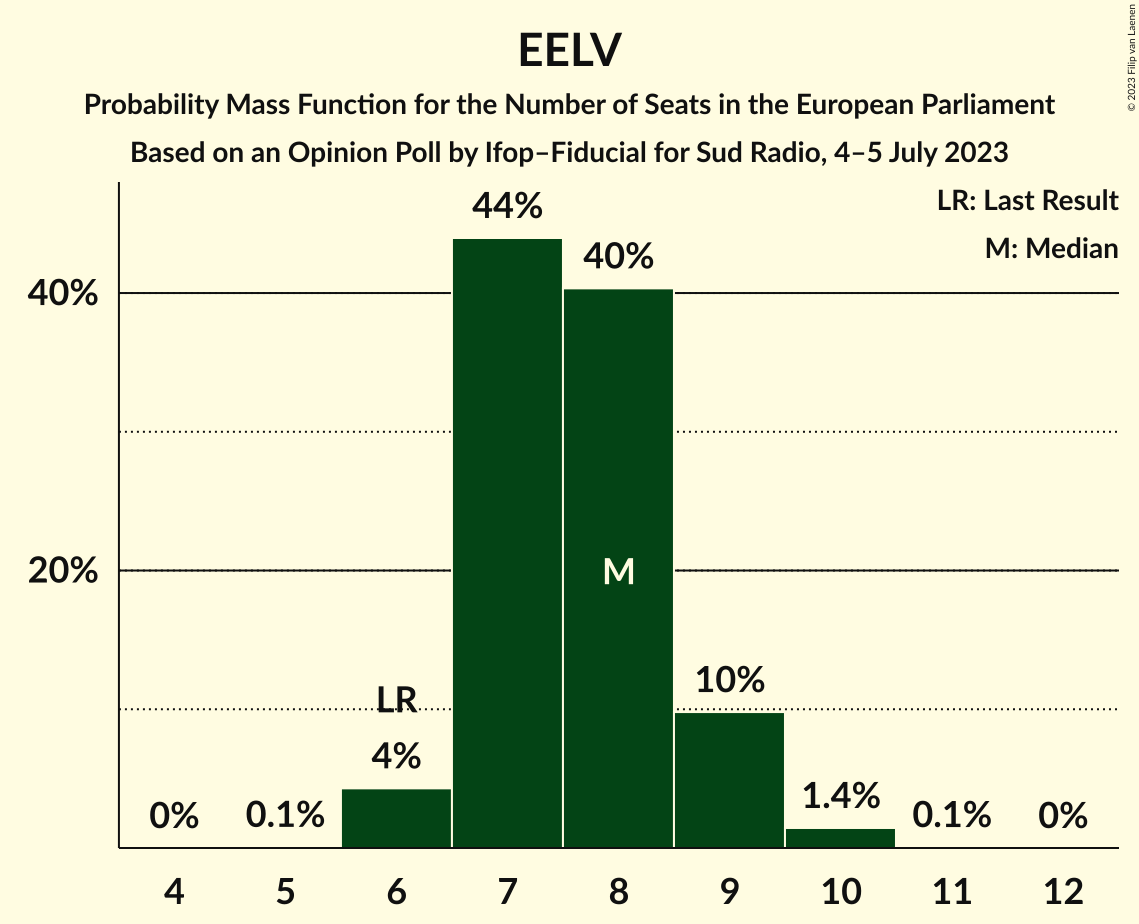 © 2023 Filip van Laenen
EELV
Probability Mass Function for the Number of Seats in the European Parliament
Based on an Opinion Poll by Ifop–Fiducial for Sud Radio, 4–5 July 2023
LR: Last Result
M: Median
44%
40%
40%
20%
M
10%
LR
4%
1.4%
0%
0.1%
0.1%
0%
4 5 6 7 8 9 10 11 12